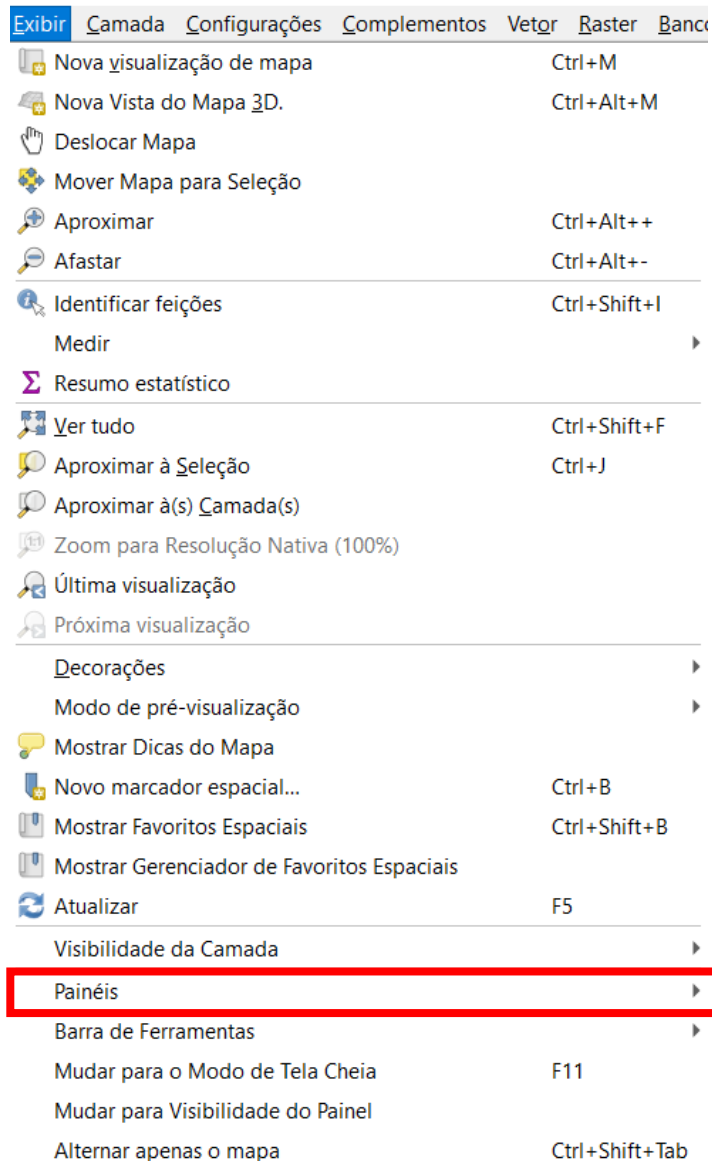 Exibir Camada Configurações Complementos Vetor Raster Banco
Nova visualização de mapa Ctrl+M
Nova Vista do Mapa 3D. Ctrl+Alt+M
Deslocar Mapa
Mover Mapa para Seleção
Aproximar Ctrl+Alt++
Afastar Ctrl+Alt+-
Identificar feições Ctrl+Shift+I
Medir
Resumo estatístico
Ver tudo Ctrl+Shift+F
Aproximar à Seleção Ctrl+J
Aproximar à(s) Camada(s)
Zoom para Resolução Nativa (100%)
Última visualização
Próxima visualização
Decorações
Modo de pré-visualização
Mostrar Dicas do Mapa
Novo marcador espacial... Ctrl+B
Mostrar Favoritos Espaciais Ctrl+Shift+B
Mostrar Gerenciador de Favoritos Espaciais
Atualizar F5
Visibilidade da Camada
Painéis
Barra de Ferramentas
Mudar para o Modo de Tela Cheia F11
Mudar para Visibilidade do Painel
Alternar apenas o mapa Ctrl+Shift+Tab